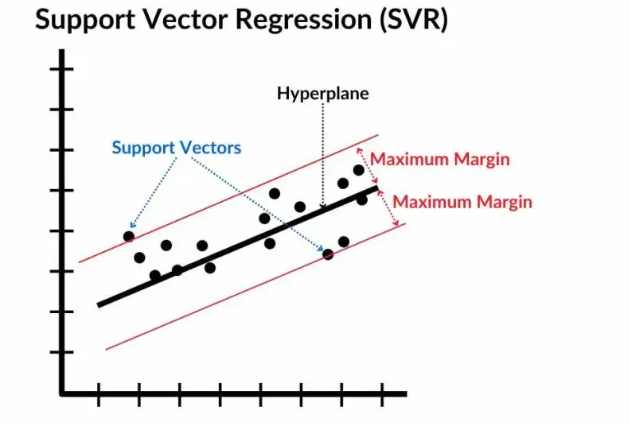 Support Vector Regression (SVR)
Hyperplane
Support Vectors
Maximum Margin
Maximum Margin